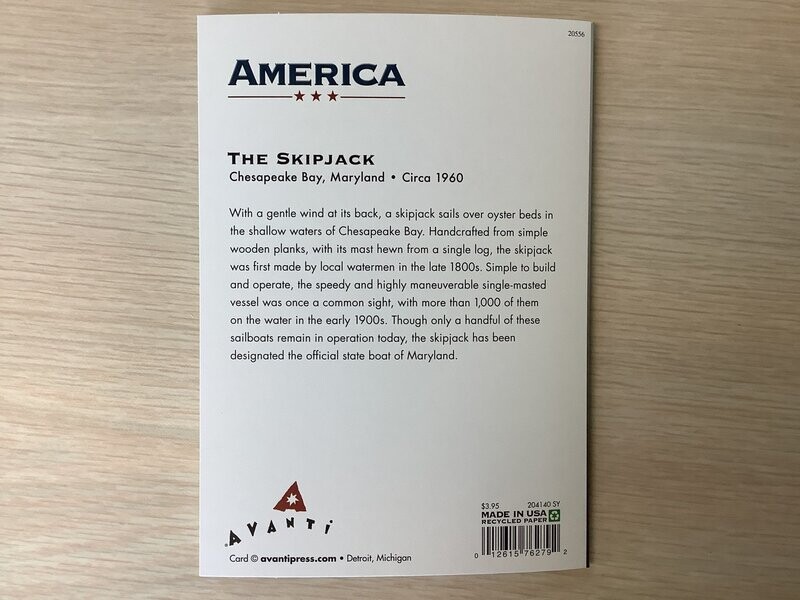 20556
AMERICA
THE SKIPJACK
Chesapeake Bay, Maryland • Circa 1960
With a gentle wind at its back, a skipjack sails over oyster beds in
the shallow waters of Chesapeake Bay. Handcrafted from simple
wooden planks, with its mast hewn from a single log, the skipjack
was first made by local watermen in the late 1800s. Simple to build
and operate, the speedy and highly maneuverable single-masted
vessel was once a common sight, with more than 1,000 of them
on the water in the early 1900s. Though only a handful of these
sailboats remain in operation today, the skipjack has been
designated the official state boat of Maryland.
AVANTI
Card © avantipress.com • Detroit, Michigan
$3.95 204140 SY
MADE IN USA
RECYCLED PAPER
0 12615 76279 2